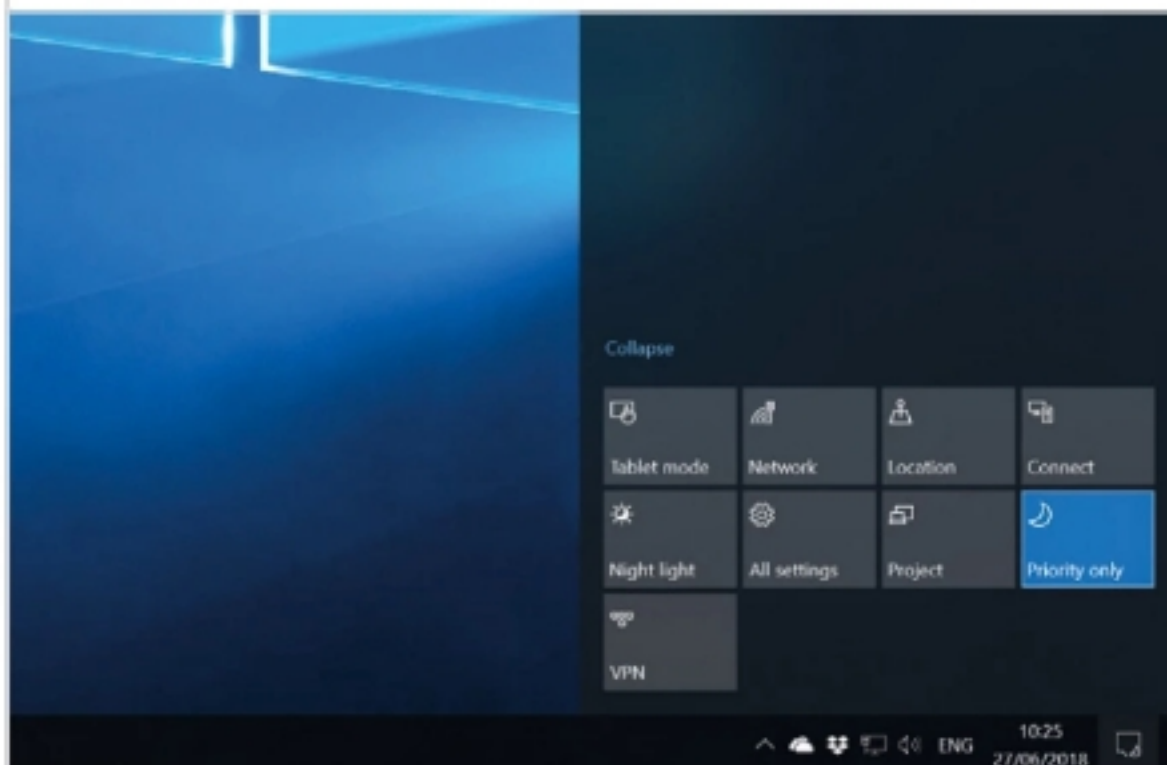 Collapse
Tablet mode Network Location Connect
Night light All settings Project Priority only
VPN
ENG 10:25
27/06/2018